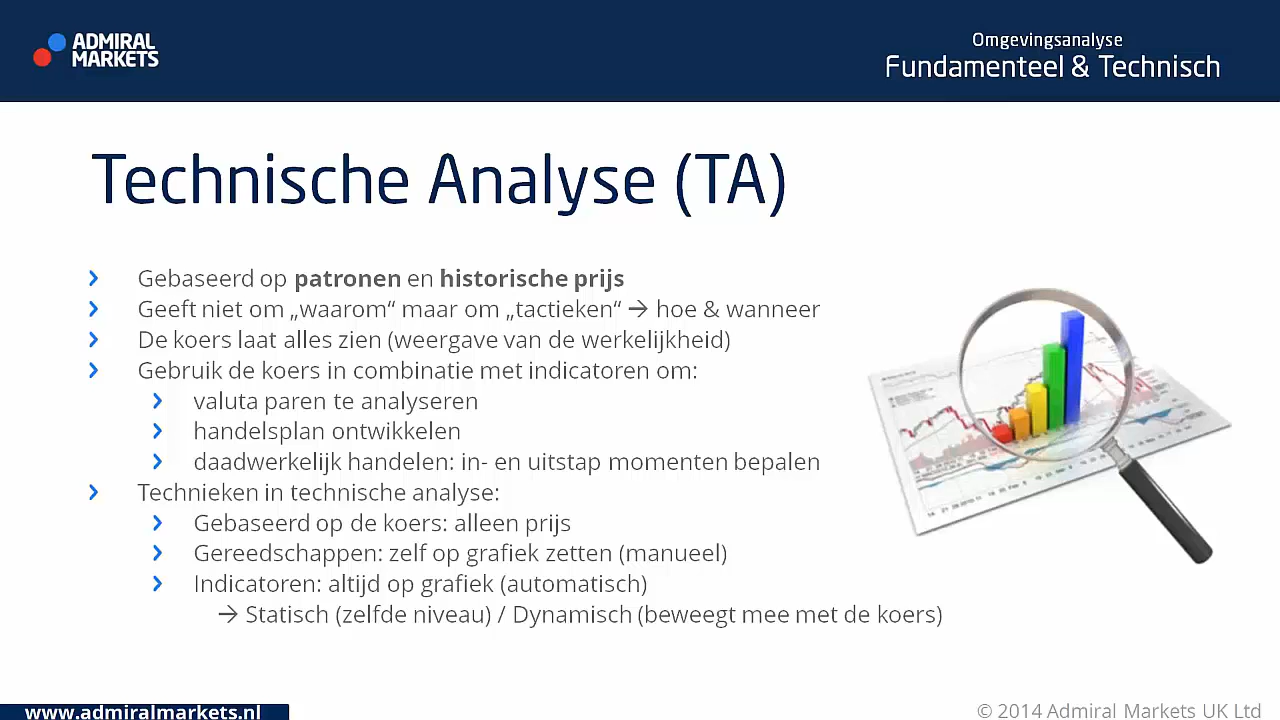 ADMIRAL
MARKETS
Omgevingsanalyse
Fundamenteel & Technisch
Technische Analyse (TA)
Gebaseerd op patronen en historische prijs
Geeft niet om „waarom“ maar om „tactieken“ → hoe & wanneer
De koers laat alles zien (weergave van de werkelijkheid)
Gebruik de koers in combinatie met indicatoren om:
valuta paren te analyseren
handelsplan ontwikkelen
daadwerkelijk handelen: in- en uitstap momenten bepalen
Technieken in technische analyse:
Gebaseerd op de koers: alleen prijs
Gereedschappen: zelf op grafiek zetten (manueel)
Indicatoren: altijd op grafiek (automatisch)
→ Statisch (zelfde niveau) / Dynamisch (beweegt mee met de koers)
www.admiralmarkets.nl
© 2014 Admiral Markets UK Ltd